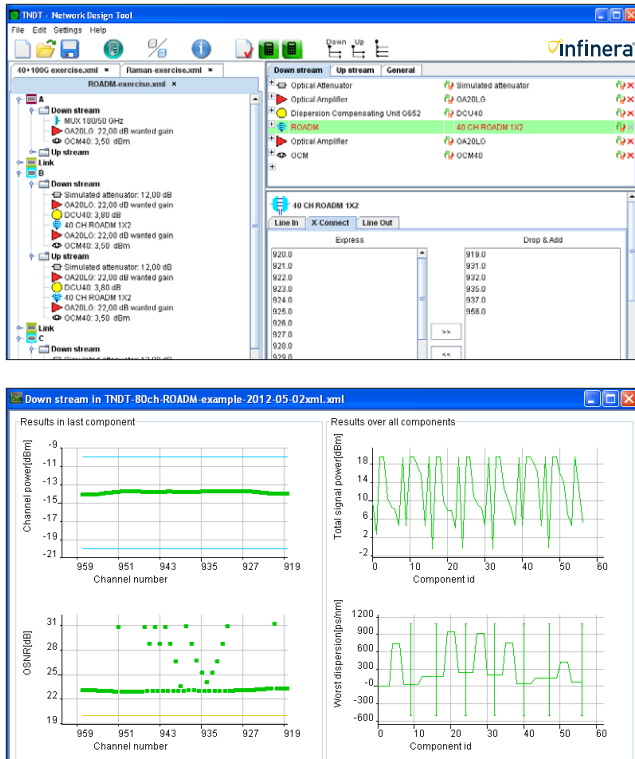 TNDT - Network Design Tool
File Edit Settings Help
Down Up
infinera
40+100G exercise.xml × Raman-exercise.xml ×
ROADM-exercise.xml ×
A
Down stream
MUX 100/50 GHz
OA20LG: 22,00 dB wanted gain
OCM40: 3,50 dBm
Up stream
Link
B
Down stream
Simulated attenuator: 12,00 dB
OA20LG: 22,00 dB wanted gain
DCU40: 3,80 dB
40 CH ROADM 1X2
OA20LG: 22,00 dB wanted gain
OCM40: 3,50 dBm
Up stream
Simulated attenuator: 12,00 dB
OA20LG: 22,00 dB wanted gain
DCU40: 3,80 dB
40 CH ROADM 1X2
OA20LG: 22,00 dB wanted gain
OCM40: 3,50 dBm
Link
C
Down stream
Simulated attenuator: 12,00 dB
Down stream Up stream General
Optical Attenuator Simulated attenuator
Optical Amplifier OA20LG
Dispersion Compensating Unit G652 DCU40
ROADM 40 CH ROADM 1X2
Optical Amplifier OA20LG
OCM OCM40
40 CH ROADM 1X2
Line In X-Connect Line Out
Express Drop & Add
920.0 919.0
921.0 931.0
922.0 932.0
923.0 935.0
924.0 937.0
925.0 958.0
926.0
927.0
928.0
929.0
>>
<<
Down stream in TNDT-80ch-ROADM-example-2012-05-02xml.xml
Results in last component
Channel power[dBm]
-9
-11
-13
-15
-17
-19
-21
959 951 943 935 927 919
Channel number
OSNR[dB]
31
28
25
22
19
959 951 943 935 927 919
Channel number
Results over all components
Total signal power[dBm]
18
14
10
6
2
-2
0 10 20 30 40 50 60
Component id
Worst dispersion[ps/nm]
1200
900
600
300
-0
-300
-600
0 10 20 30 40 50 60
Component id